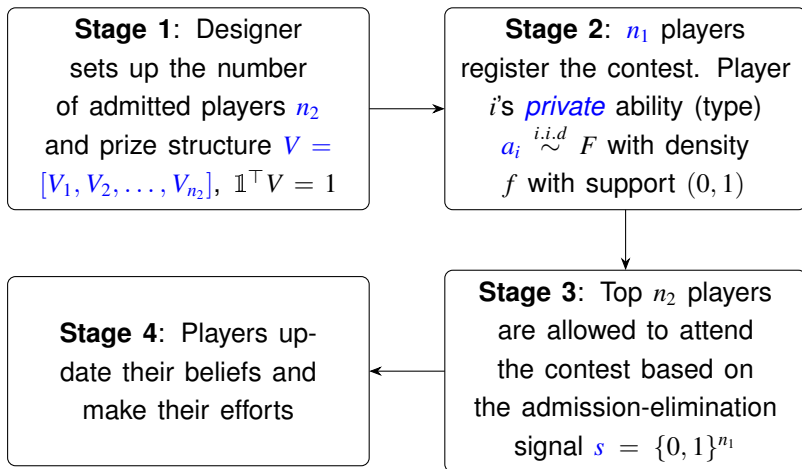 Stage 1: Designer
sets up the number
of admitted players n₂
and prize structure V =
[V₁, V₂, . . . , Vₙ₂], 𝟙⊤V = 1
Stage 2: n₁ players
register the contest. Player
i's private ability (type)
aᵢ i.i.d ∼ F with density
f with support (0, 1)
Stage 3: Top n₂ players
are allowed to attend
the contest based on
the admission-elimination
signal s = {0, 1}ⁿ¹
Stage 4: Players up-
date their beliefs and
make their efforts